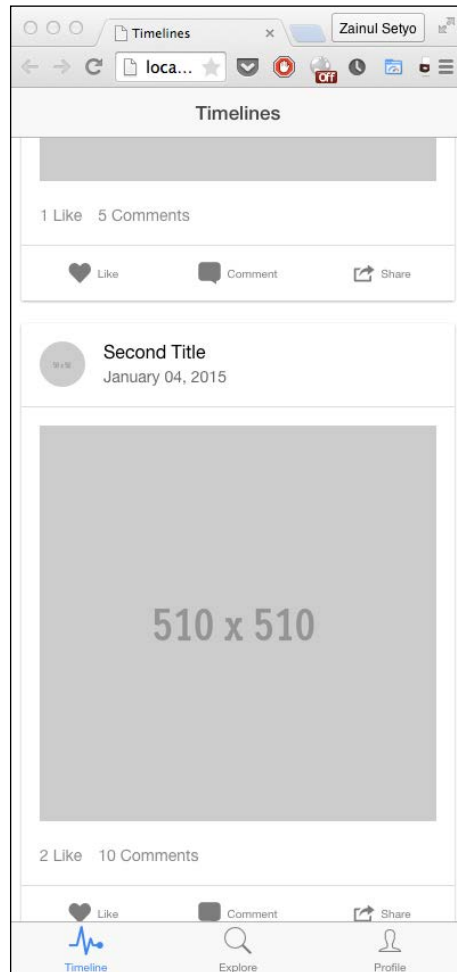 Timelines
Zainul Setyo
loca...
Off
Timelines
1 Like 5 Comments
Like Comment Share
Second Title
January 04, 2015
510 x 510
2 Like 10 Comments
Like Comment Share
Timeline Explore Profile